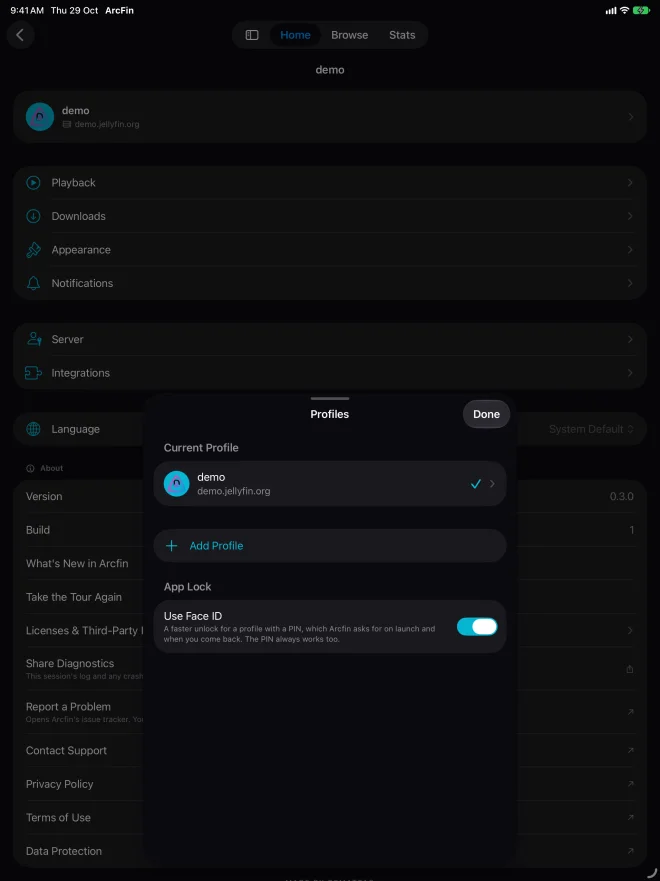 9:41 AM Thu 29 Oct ArcFin
Home Browse Stats
demo
demo
demo.jellyfin.org
Playback
Downloads
Appearance
Notifications
Server
Integrations
Language System Default
About
Version 0.3.0
Build 1
What's New in Arcfin
Take the Tour Again
Licenses & Third-Party
Share Diagnostics
This session's log and any crash
Report a Problem
Opens Arcfin's issue tracker.
Contact Support
Privacy Policy
Terms of Use
Data Protection
Profiles Done
Current Profile
demo
demo.jellyfin.org
Add Profile
App Lock
Use Face ID
A faster unlock for a profile with a PIN, which Arcfin asks for on launch and
when you come back. The PIN always works too.